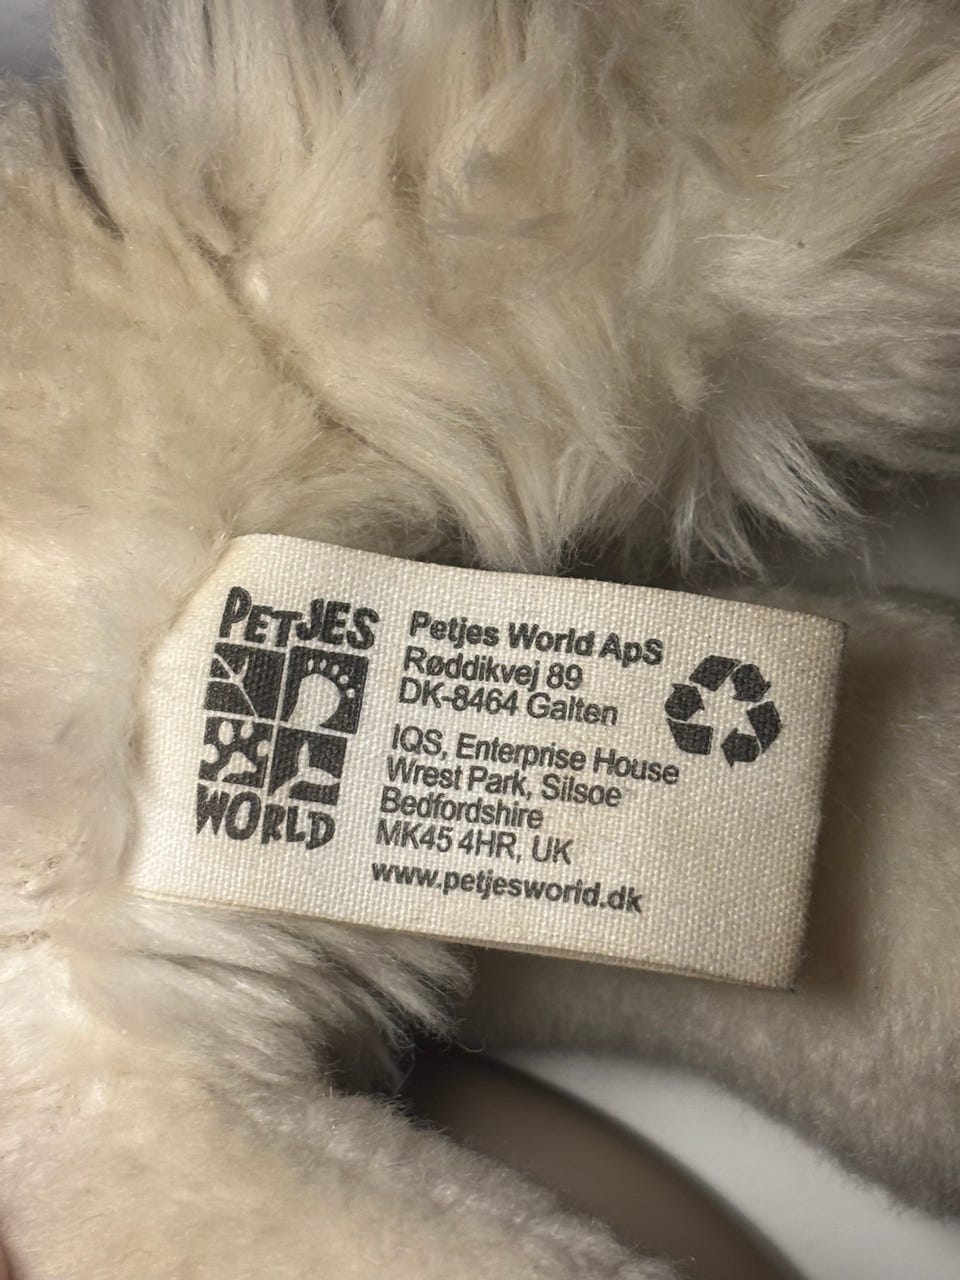 PETJES
WORLD
Petjes World ApS
Røddikvej 89
DK-8464 Galten
IQS, Enterprise House
Wrest Park, Silsoe
Bedfordshire
MK45 4HR, UK
www.petjesworld.dk